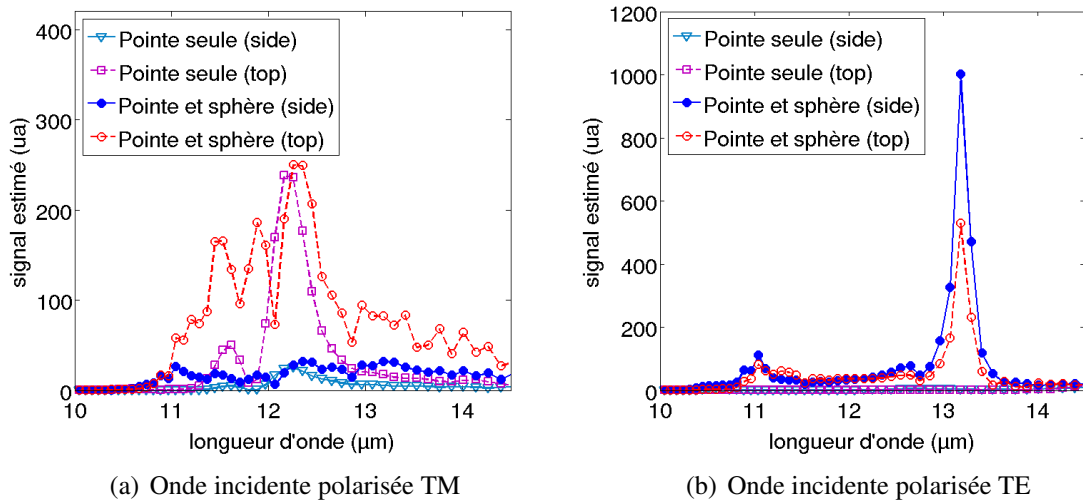 400
300
200
100
0
signal estimé (ua)
Pointe seule (side)
Pointe seule (top)
Pointe et sphère (side)
Pointe et sphère (top)
10 11 12 13 14
longueur d'onde (µm)
(a) Onde incidente polarisée TM
1200
1000
800
600
400
200
0
signal estimé (ua)
Pointe seule (side)
Pointe seule (top)
Pointe et sphère (side)
Pointe et sphère (top)
10 11 12 13 14
longueur d'onde (µm)
(b) Onde incidente polarisée TE